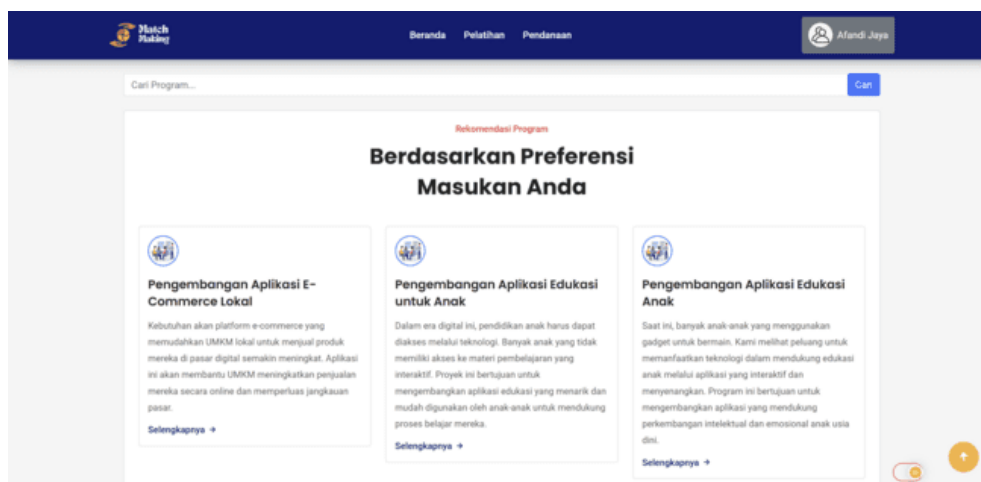 Match
Making
Beranda Pelatihan Pendanaan
Afandi Jaya
Cari Program...
Cari
Rekomendasi Program
Berdasarkan Preferensi
Masukan Anda
Pengembangan Aplikasi E-
Commerce Lokal
Kebutuhan akan platform e-commerce yang
memudahkan UMKM lokal untuk menjual produk
mereka di pasar digital semakin meningkat. Aplikasi
ini akan membantu UMKM meningkatkan penjualan
mereka secara online dan memperluas jangkauan
pasar.
Selengkapnya →
Pengembangan Aplikasi Edukasi
untuk Anak
Dalam era digital ini, pendidikan anak harus dapat
diakses melalui teknologi. Banyak anak yang tidak
memiliki akses ke materi pembelajaran yang
interaktif. Proyek ini bertujuan untuk
mengembangkan aplikasi edukasi yang menarik dan
mudah digunakan oleh anak-anak untuk mendukung
proses belajar mereka.
Selengkapnya →
Pengembangan Aplikasi Edukasi
Anak
Saat ini, banyak anak-anak yang menggunakan
gadget untuk bermain. Kami melihat peluang untuk
memanfaatkan teknologi dalam mendukung edukasi
anak melalui aplikasi yang interaktif dan
menyenangkan. Program ini bertujuan untuk
mengembangkan aplikasi yang mendukung
perkembangan intelektual dan emosional anak usia
dini.
Selengkapnya →